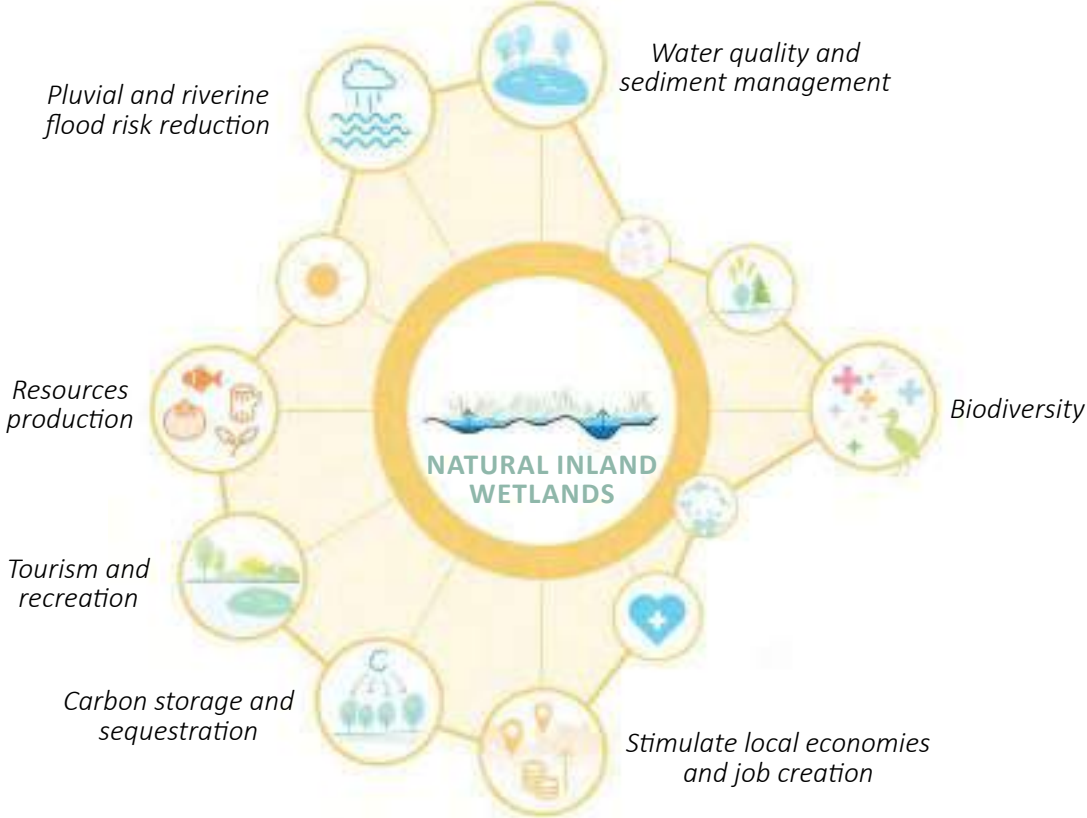 Water quality and
sediment management
Pluvial and riverine
flood risk reduction
Resources
production
Biodiversity
NATURAL INLAND
WETLANDS
Tourism and
recreation
Carbon storage and
sequestration
C
Stimulate local economies
and job creation